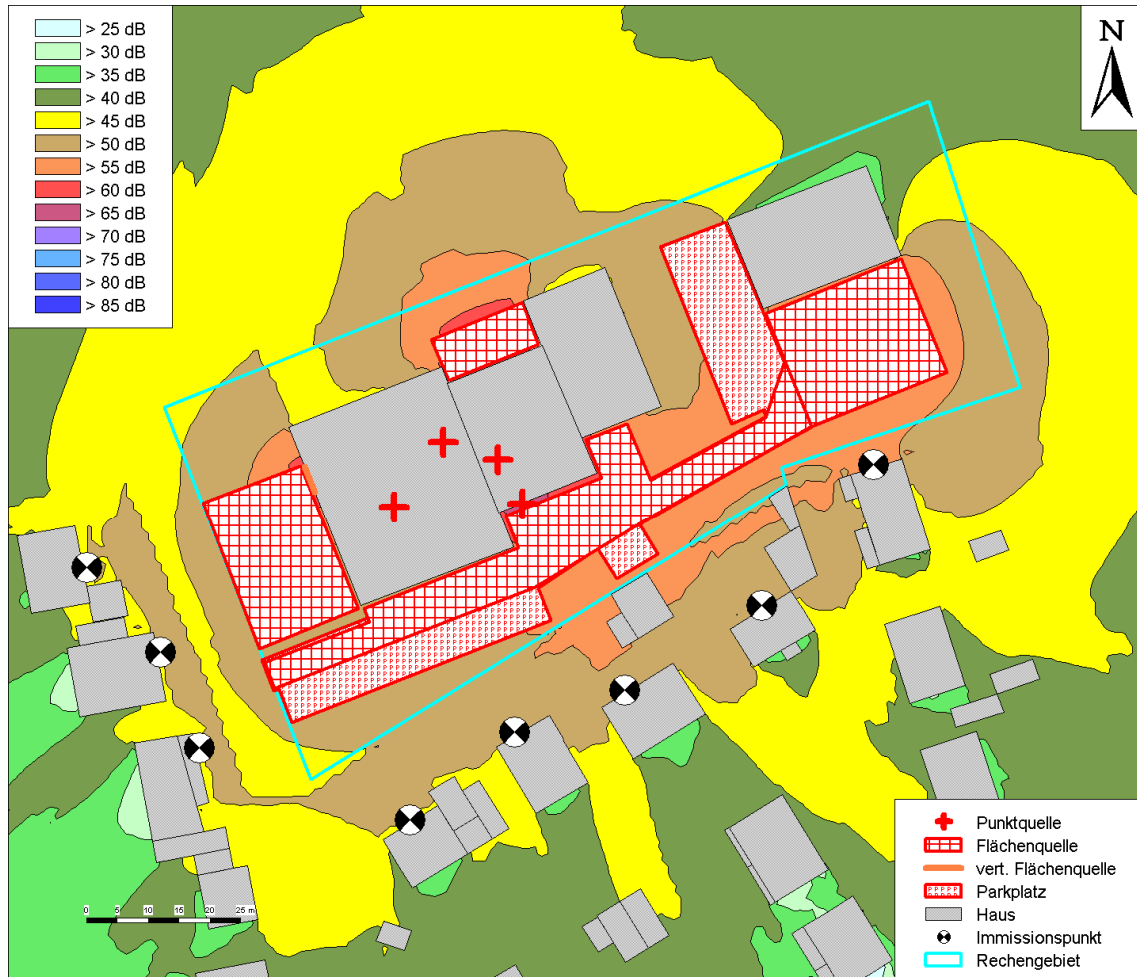 > 25 dB
> 30 dB
> 35 dB
> 40 dB
> 45 dB
> 50 dB
> 55 dB
> 60 dB
> 65 dB
> 70 dB
> 75 dB
> 80 dB
> 85 dB
N
0 5 10 15 20 25 m
Punktquelle
Flächenquelle
vert. Flächenquelle
Parkplatz
Haus
Immissionspunkt
Rechengebiet